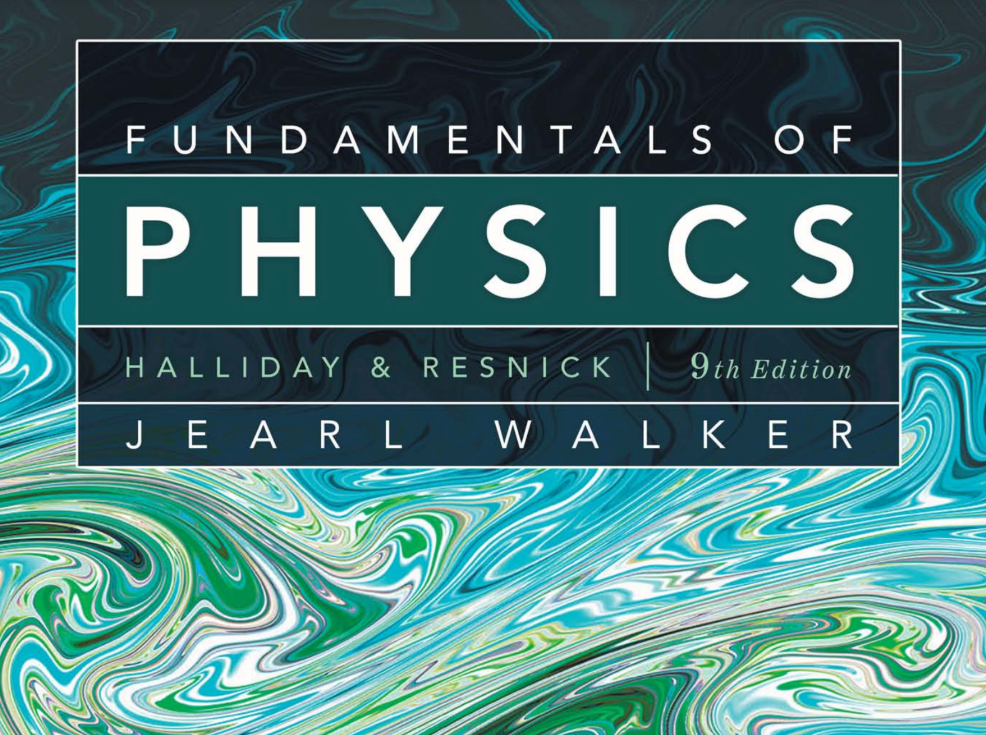 FUNDAMENTALS OF
PHYSICS
HALLIDAY & RESNICK | 9th Edition
JEARL WALKER